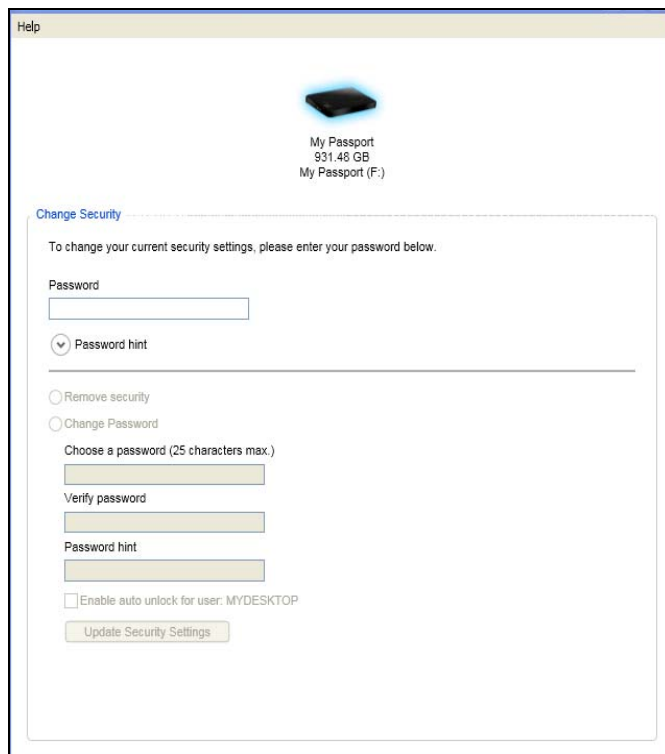 Help
My Passport
931.48 GB
My Passport (F:)
Change Security
To change your current security settings, please enter your password below.
Password
Password hint
Remove security
Change Password
Choose a password (25 characters max.)
Verify password
Password hint
Enable auto unlock for user: MYDESKTOP
Update Security Settings